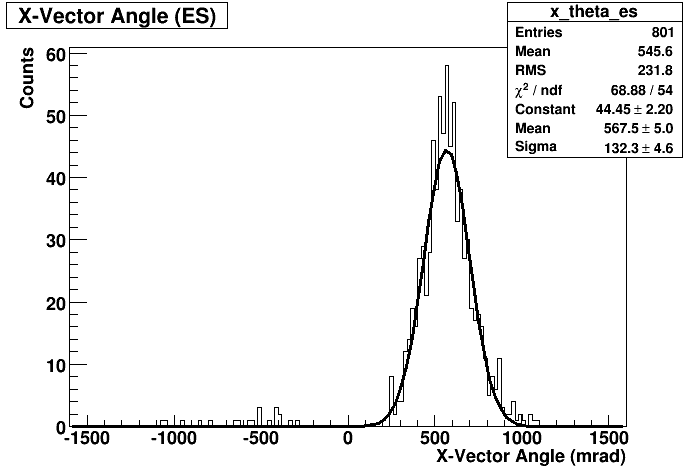 X-Vector Angle (ES)
x_theta_es
Entries 801
Mean 545.6
RMS 231.8
χ² / ndf 68.88 / 54
Constant 44.45 ± 2.20
Mean 567.5 ± 5.0
Sigma 132.3 ± 4.6
Counts
60
50
40
30
20
10
0
-1500 -1000 -500 0 500 1000 1500
X-Vector Angle (mrad)